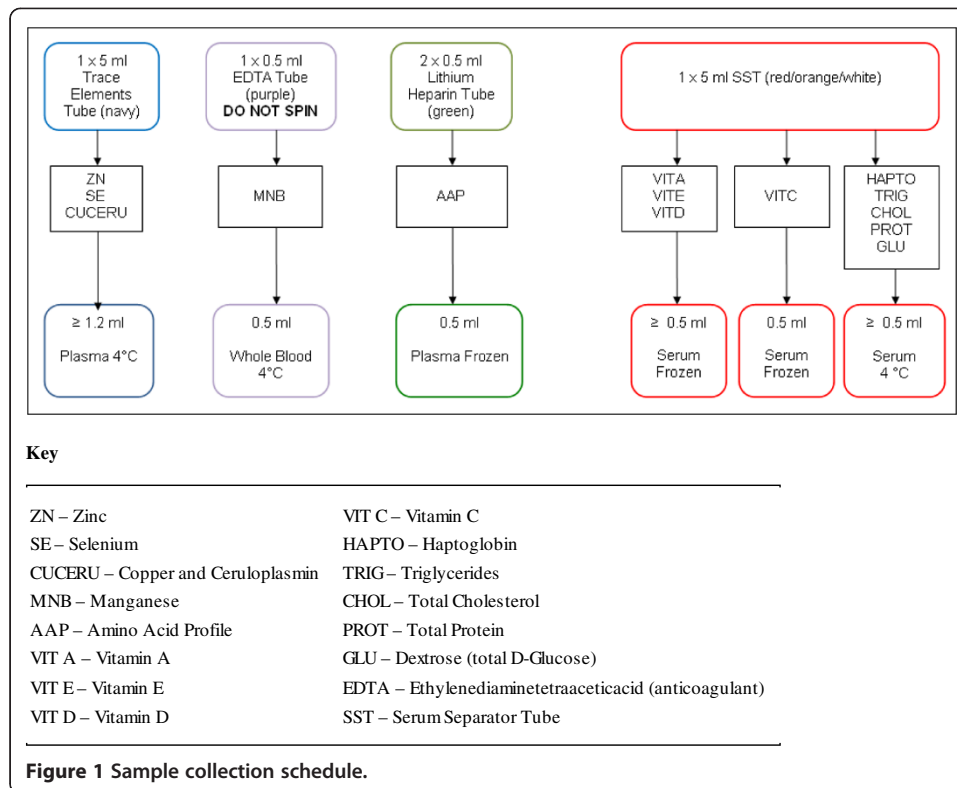 1 x 5 ml
Trace
Elements
Tube (navy)
1 x 0.5 ml
EDTA Tube
(purple)
DO NOT SPIN
2 x 0.5 ml
Lithium
Heparin Tube
(green)
1 x 5 ml SST (red/orange/white)
ZN
SE
CUCERU
MNB
AAP
VITA
VITE
VITD
VITC
HAPTO
TRIG
CHOL
PROT
GLU
≥ 1.2 ml
Plasma 4°C
0.5 ml
Whole Blood
4°C
0.5 ml
Plasma Frozen
≥ 0.5 ml
Serum
Frozen
0.5 ml
Serum
Frozen
≥ 0.5 ml
Serum
4 °C
Key
ZN – Zinc
SE – Selenium
CUCERU – Copper and Ceruloplasmin
MNB – Manganese
AAP – Amino Acid Profile
VIT A – Vitamin A
VIT E – Vitamin E
VIT D – Vitamin D
VIT C – Vitamin C
HAPTO – Haptoglobin
TRIG – Triglycerides
CHOL – Total Cholesterol
PROT – Total Protein
GLU – Dextrose (total D-Glucose)
EDTA – Ethylenediaminetetraaceticacid (anticoagulant)
SST – Serum Separator Tube
Figure 1 Sample collection schedule.